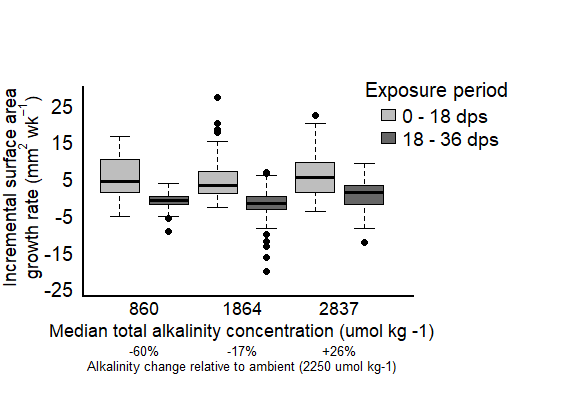 Incremental surface area
growth rate (mm² wk⁻¹)
25
15
5
-5
-15
-25
Exposure period
0 - 18 dps
18 - 36 dps
860 1864 2837
Median total alkalinity concentration (umol kg -1)
-60% -17% +26%
Alkalinity change relative to ambient (2250 umol kg-1)